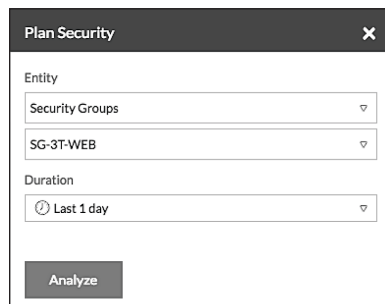 Plan Security
Entity
Security Groups
SG-3T-WEB
Duration
Last 1 day
Analyze